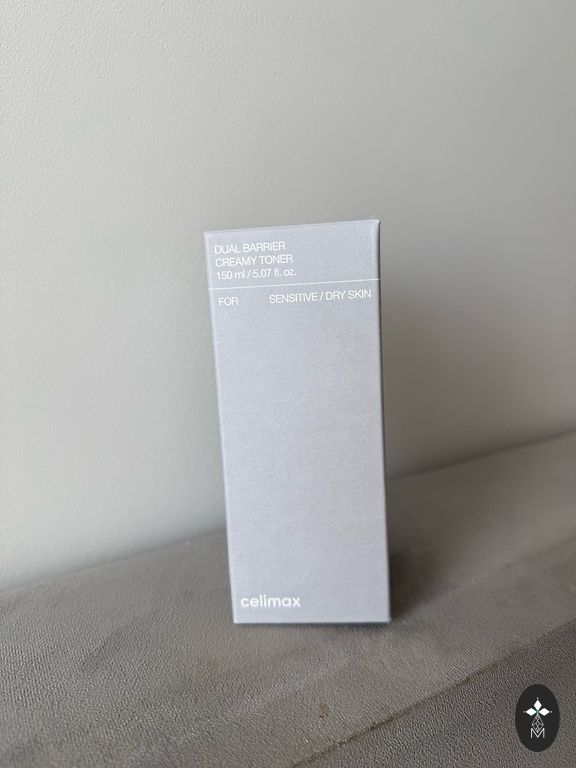 DUAL BARRIER
CREAMY TONER
150 ml / 5.07 fl. oz.
FOR SENSITIVE / DRY SKIN
celimax
M